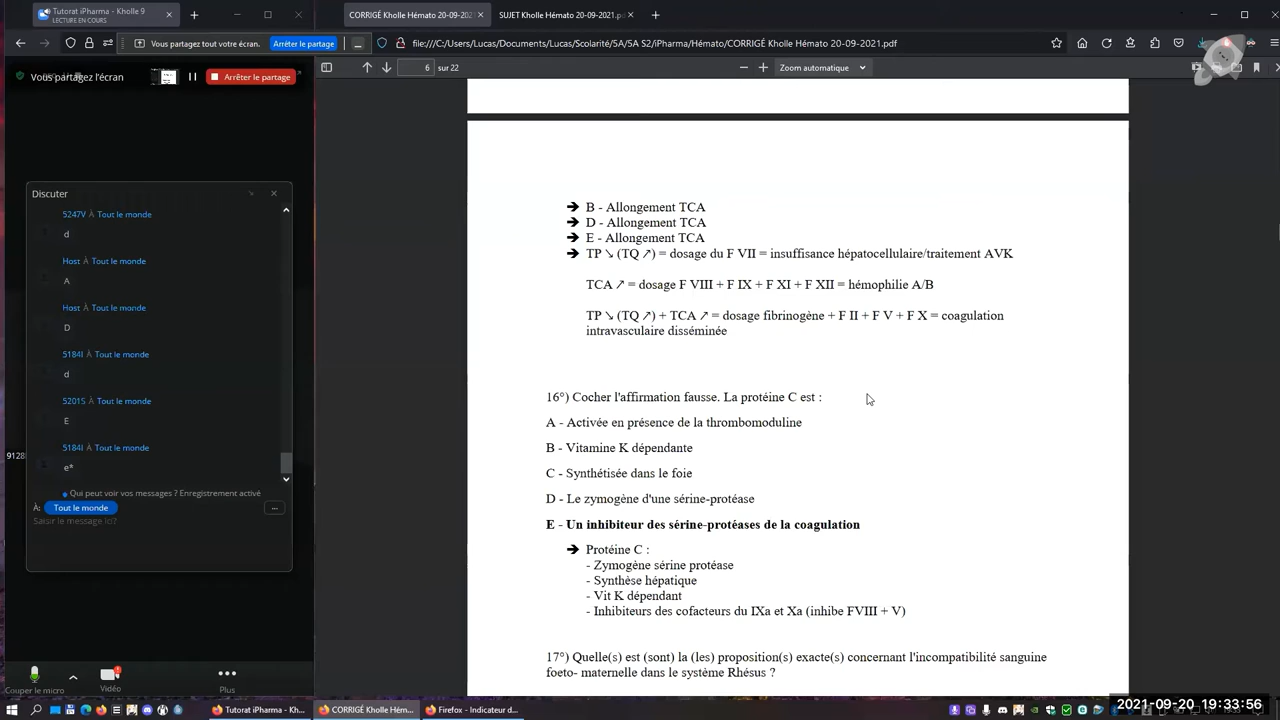 Tutorat iPharma - Kholle 9
LECTURE EN COURS
CORRIGÉ Kholle Hémato 20-09-2021
SUJET Kholle Hémato 20-09-2021.pd
Vous partagez tout écran.
Arrêter le partage
file:///C:/Users/Lucas/Documents/Lucas/Scolarité/5A/5A S2/iPharma/Hémato/CORRIGÉ Kholle Hémato 20-09-2021.pdf
Vous partagez l'écran
Arrêter le partage
6 sur 22
Zoom automatique
Discuter
5247V À Tout le monde
d
Host À Tout le monde
A
Host À Tout le monde
D
5184I À Tout le monde
d
5201S À Tout le monde
E
5184I À Tout le monde
e*
9128
Qui peut voir vos messages ? Enregistrement activé
À: Tout le monde
...
Saisir le message ici?
Couper le micro
Vidéo
Plus
➔ B - Allongement TCA
➔ D - Allongement TCA
➔ E - Allongement TCA
➔ TP ↘ (TQ ↗) = dosage du F VII = insuffisance hépatocellulaire/traitement AVK
TCA ↗ = dosage F VIII + F IX + F XI + F XII = hémophilie A/B
TP ↘ (TQ ↗) + TCA ↗ = dosage fibrinogène + F II + F V + F X = coagulation
intravasculaire disséminée
16°) Cocher l'affirmation fausse. La protéine C est :
A - Activée en présence de la thrombomoduline
B - Vitamine K dépendante
C - Synthétisée dans le foie
D - Le zymogène d'une sérine-protéase
E - Un inhibiteur des sérine-protéases de la coagulation
➔ Protéine C :
- Zymogène sérine protéase
- Synthèse hépatique
- Vit K dépendant
- Inhibiteurs des cofacteurs du IXa et Xa (inhibe FVIII + V)
17°) Quelle(s) est (sont) la (les) proposition(s) exacte(s) concernant l'incompatibilité sanguine
foeto- maternelle dans le système Rhésus ?
Tutorat iPharma - Kh...
CORRIGÉ Kholle Hém...
Firefox - Indicateur d...
2021-09-20 19:33:56